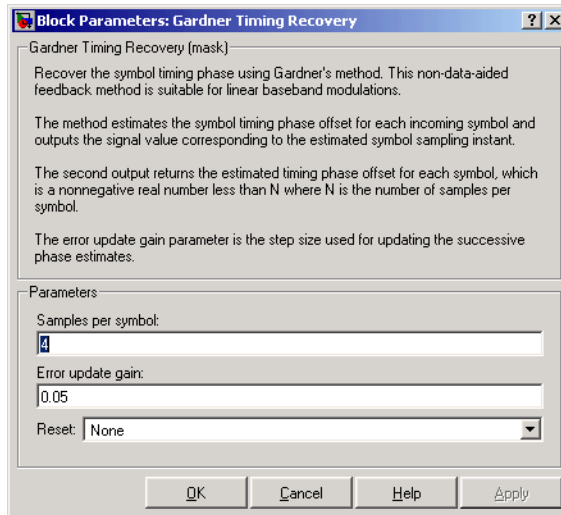 Block Parameters: Gardner Timing Recovery
Gardner Timing Recovery (mask)
Recover the symbol timing phase using Gardner's method. This non-data-aided
feedback method is suitable for linear baseband modulations.
The method estimates the symbol timing phase offset for each incoming symbol and
outputs the signal value corresponding to the estimated symbol sampling instant.
The second output returns the estimated timing phase offset for each symbol, which
is a nonnegative real number less than N where N is the number of samples per
symbol.
The error update gain parameter is the step size used for updating the successive
phase estimates.
Parameters
Samples per symbol:
4
Error update gain:
0.05
Reset: None
OK Cancel Help Apply